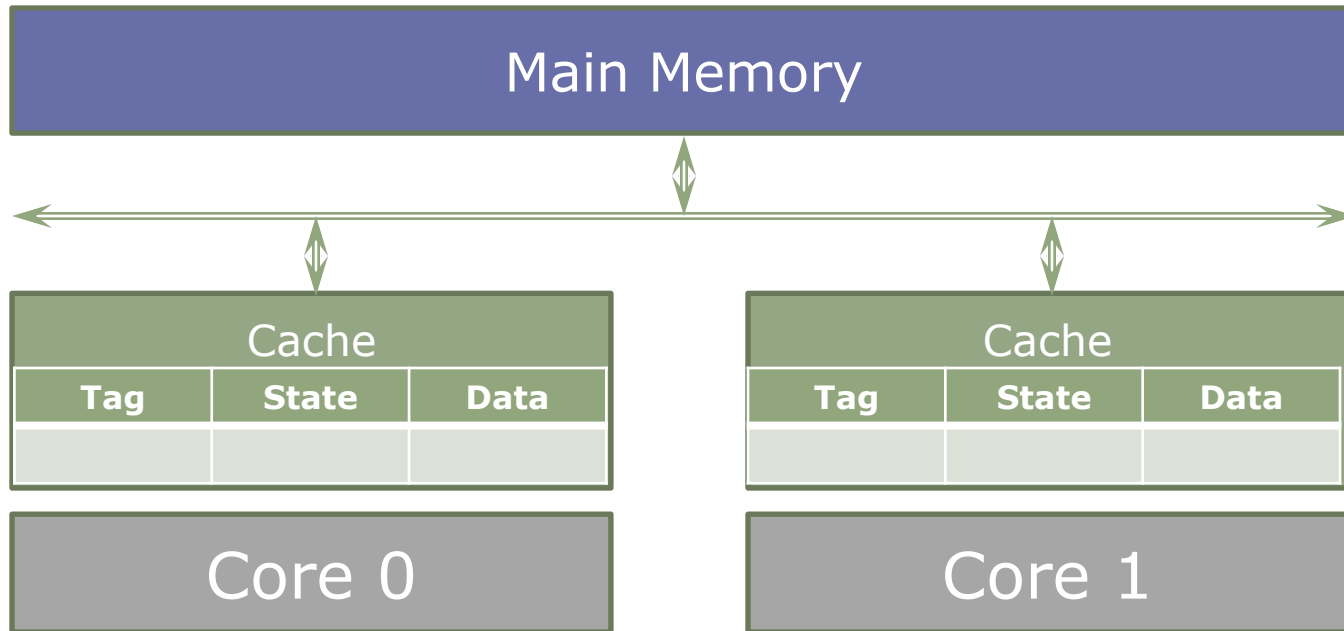 Main Memory
Cache Cache
Tag State Data Tag State Data
Core 0 Core 1